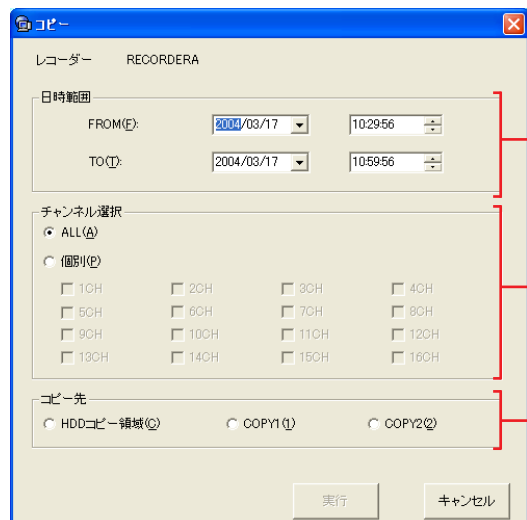 コピー
レコーダー RECORDERA
日時範囲
FROM(F): 2004/03/17 10:29:56
TO(T): 2004/03/17 10:59:56
チャンネル選択
ALL(A)
個別(P)
1CH 2CH 3CH 4CH
5CH 6CH 7CH 8CH
9CH 10CH 11CH 12CH
13CH 14CH 15CH 16CH
コピー先
HDDコピー領域(C) COPY1(1) COPY2(2)
実行 キャンセル